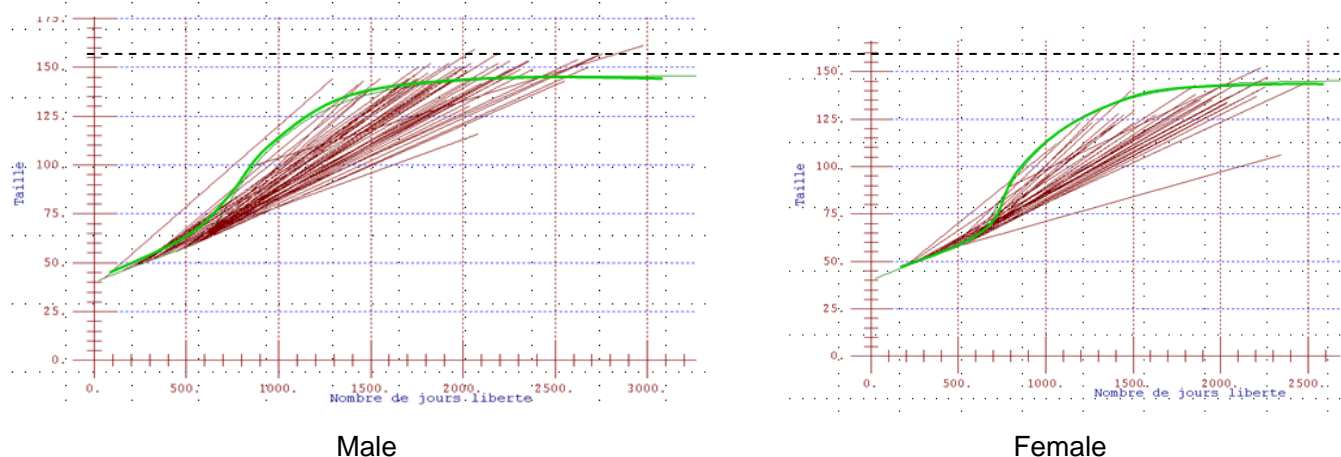 175.
150.
125.
100.
75.
50.
25.
0.
Taille
0. 500. 1000. 1500. 2000. 2500. 3000.
Nombre de jours liberte
Male
150.
125.
100.
75.
50.
25.
0.
Taille
0. 500. 1000. 1500. 2000. 2500.
Nombre de jours liberte
Female